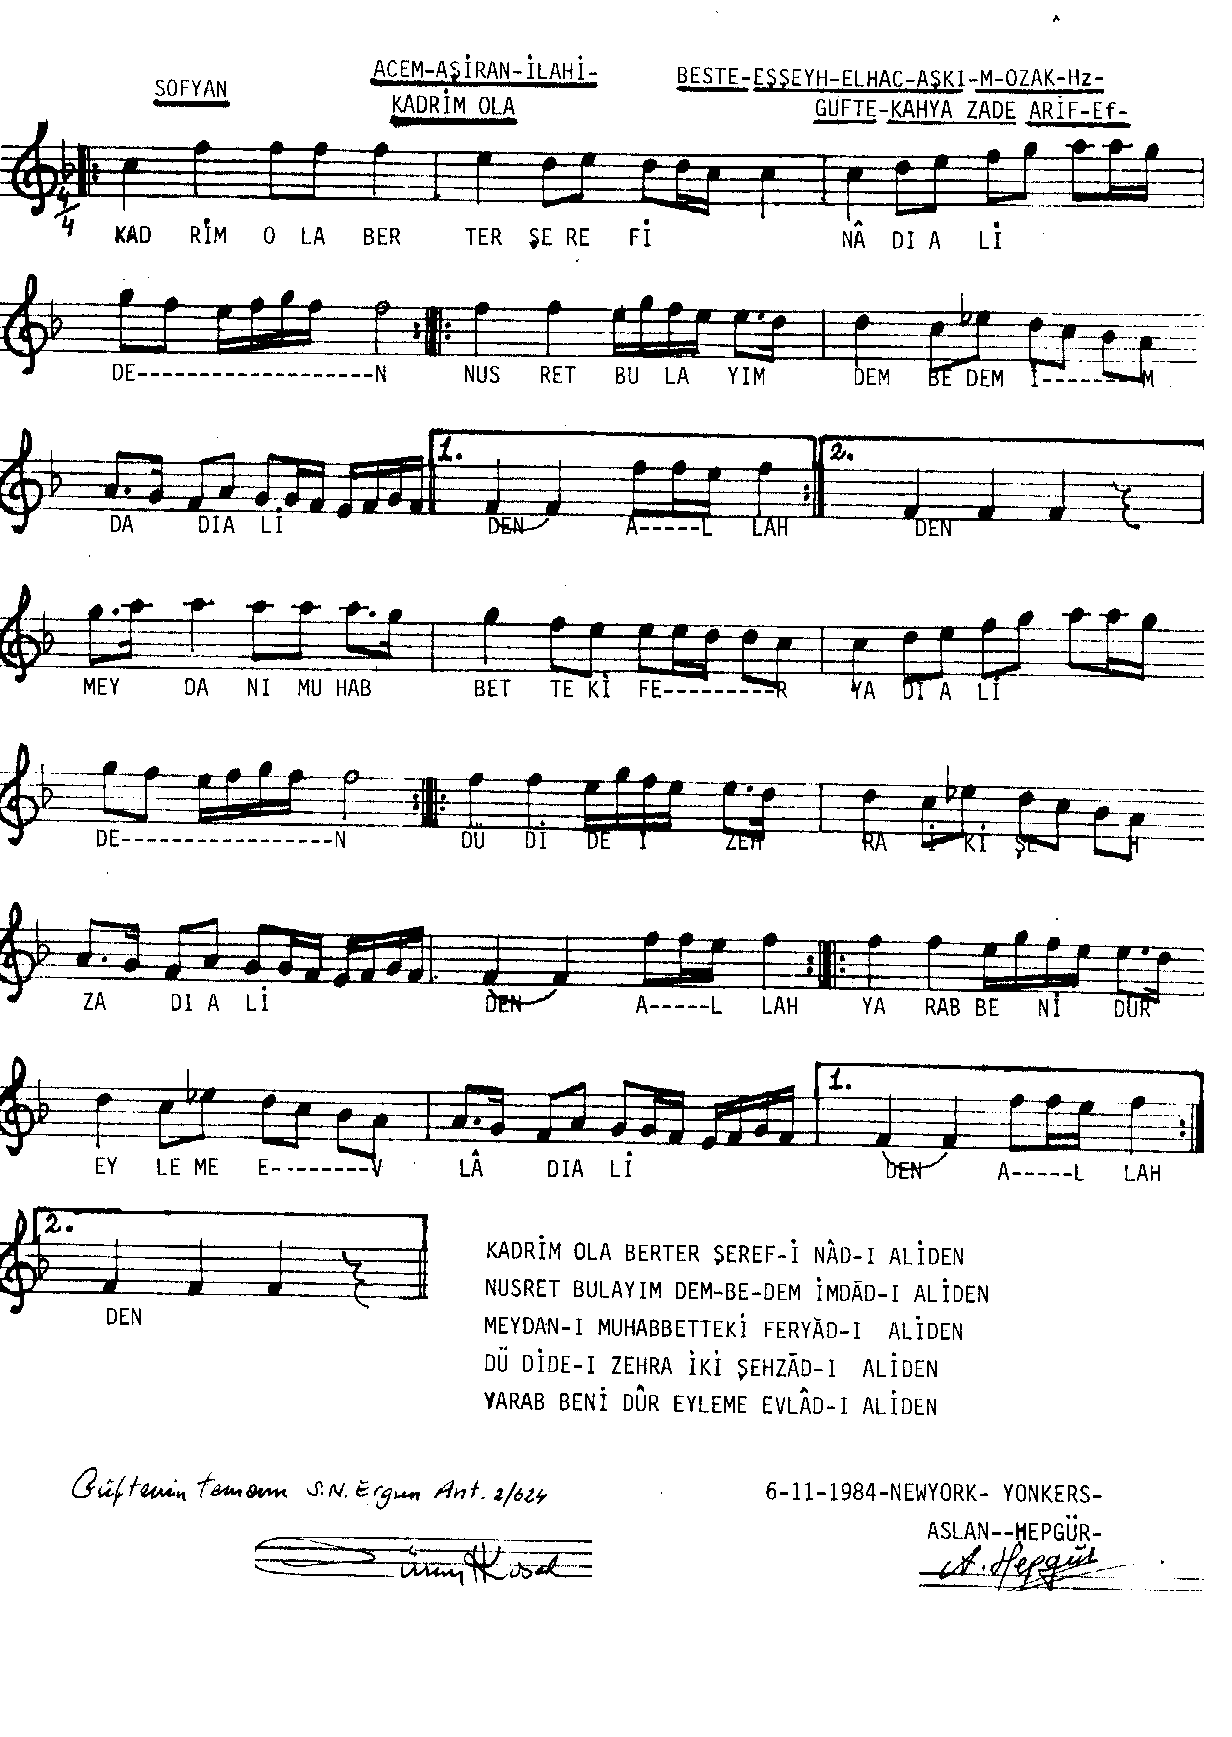 SOFYAN
ACEM-AŞİRAN-İLAHİ-
KADRİM OLA
BESTE-EŞŞEYH-ELHAC-AŞKI-M-OZAK-Hz-
GUFTE-KAHYA ZADE ARİF-Ef-
4/4
KAD RİM O LA BER TER ŞE RE Fİ NÂ DI A Lİ
DE------------------N NUS RET BU LA YIM DEM BE DEM İ-------M
1. 2.
DA DIA Lİ DEN A-----L LAH DEN
MEY DA NI MU HAB BET TE Kİ FE---------R YA DI A Lİ
DE----------------N DÜ Dİ DE İ ZEH RA İ Kİ ŞE H
ZA DI A Lİ DEN A-----L LAH YA RAB BE Nİ DÛR
1.
EY LE ME E--------V LÂ DIA Lİ DEN A-----L LAH
2.
DEN
KADRİM OLA BERTER ŞEREF-İ NÂD-I ALİDEN
NUSRET BULAYIM DEM-BE-DEM İMDÃD-I ALİDEN
MEYDAN-I MUHABBETTEKİ FERYÃD-I ALİDEN
DÜ DİDE-I ZEHRA İKİ ŞEHZÃD-I ALİDEN
YARAB BENİ DÛR EYLEME EVLÂD-I ALİDEN
Güftenin tamamı S.N. Ergun Ant. 2/624
6-11-1984-NEWYORK- YONKERS-
ASLAN--HEPGÜR-
A. Hepgür